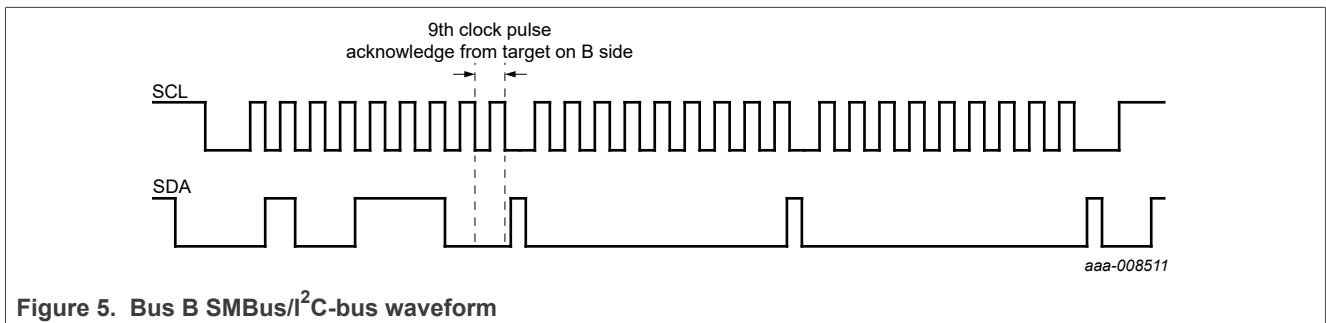 9th clock pulse
acknowledge from target on B side
SCL
SDA
aaa-008511
Figure 5. Bus B SMBus/I²C-bus waveform